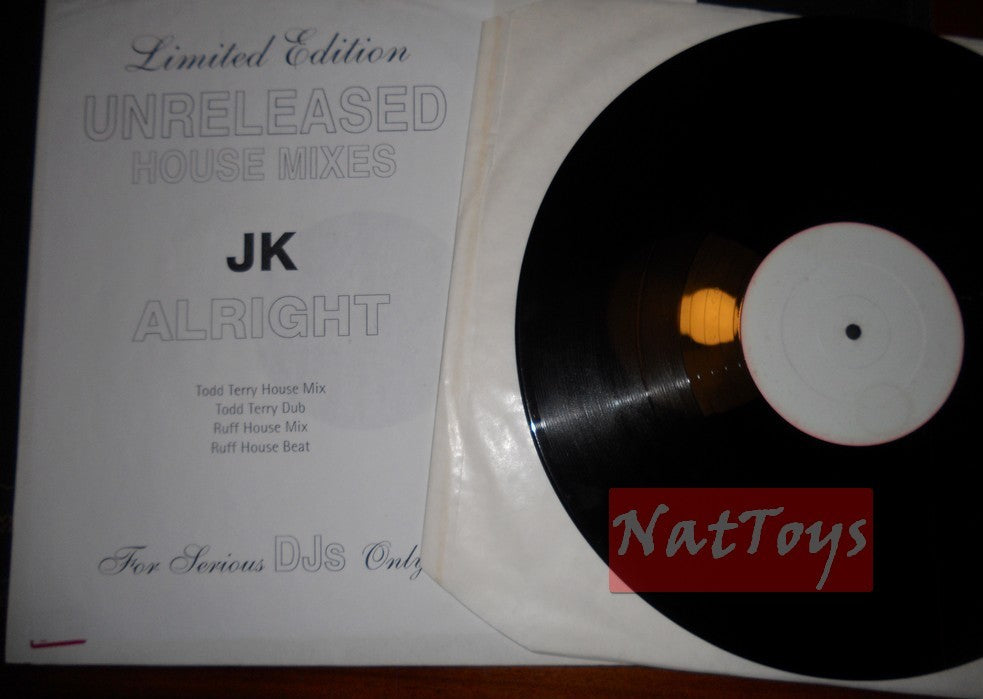 Limited Edition
UNRELEASED
HOUSE MIXES
JK
ALRIGHT
Todd Terry House Mix
Todd Terry Dub
Ruff House Mix
Ruff House Beat
For Serious DJs Only
NatToys